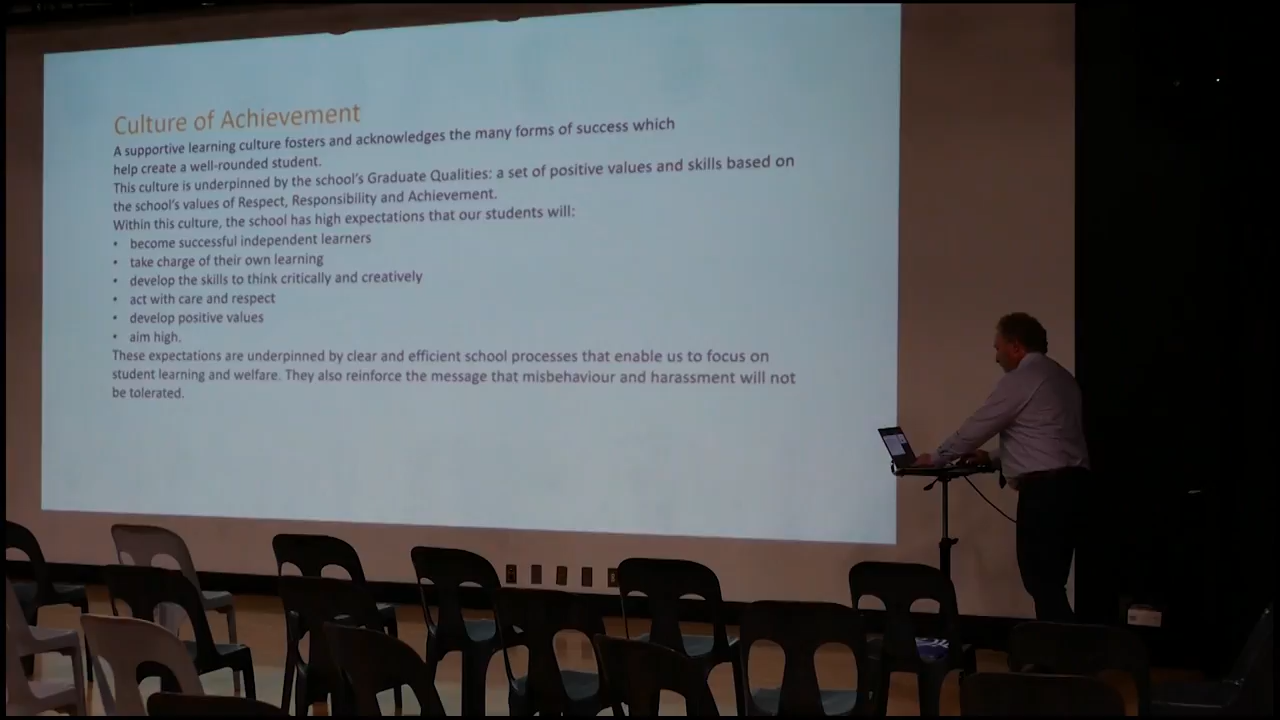 Culture of Achievement
A supportive learning culture fosters and acknowledges the many forms of success which
help create a well-rounded student.
This culture is underpinned by the school's Graduate Qualities: a set of positive values and skills based on
the school's values of Respect, Responsibility and Achievement.
Within this culture, the school has high expectations that our students will:
• become successful independent learners
• take charge of their own learning
• develop the skills to think critically and creatively
• act with care and respect
• develop positive values
• aim high.
These expectations are underpinned by clear and efficient school processes that enable us to focus on
student learning and welfare. They also reinforce the message that misbehaviour and harassment will not
be tolerated.